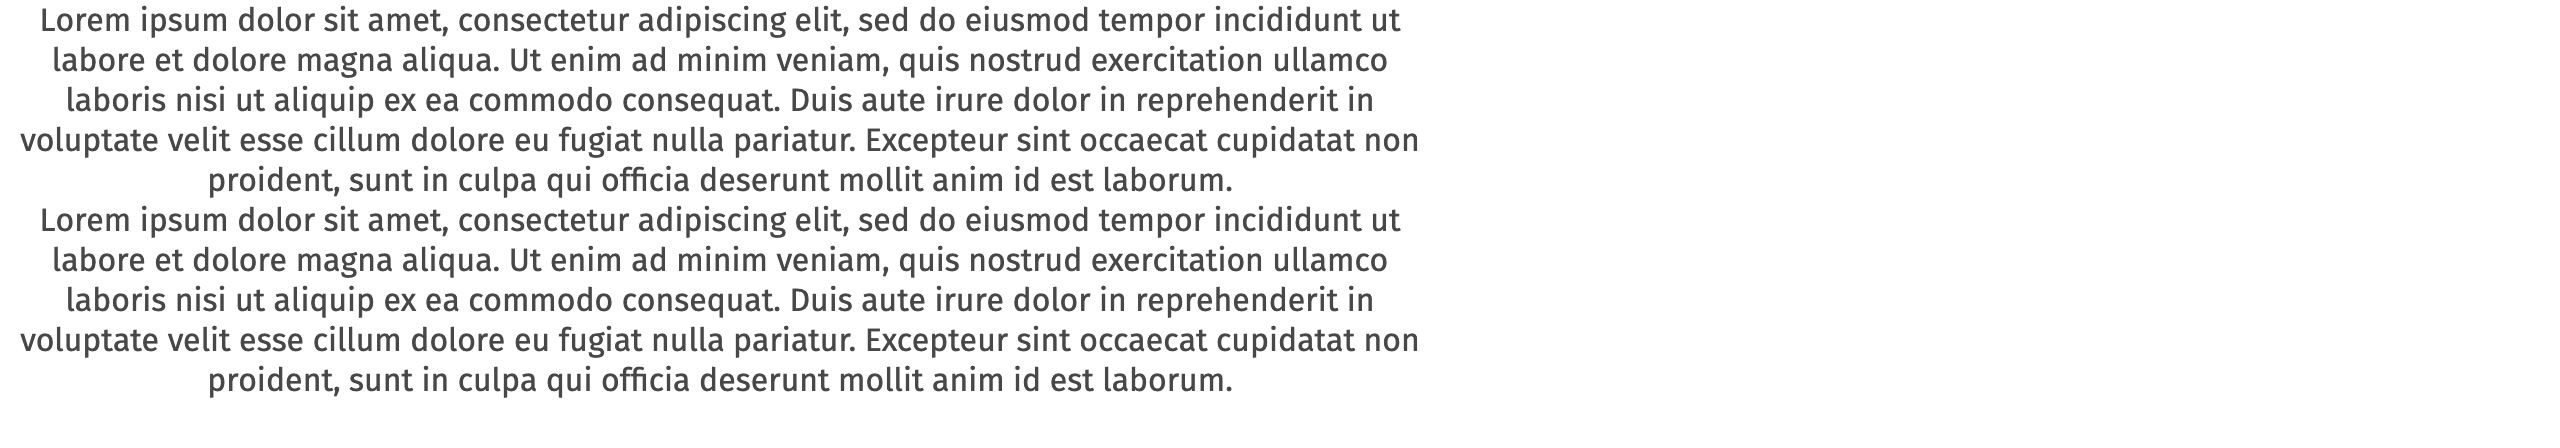 Lorem ipsum dolor sit amet, consectetur adipiscing elit, sed do eiusmod tempor incididunt ut
labore et dolore magna aliqua. Ut enim ad minim veniam, quis nostrud exercitation ullamco
laboris nisi ut aliquip ex ea commodo consequat. Duis aute irure dolor in reprehenderit in
voluptate velit esse cillum dolore eu fugiat nulla pariatur. Excepteur sint occaecat cupidatat non
proident, sunt in culpa qui officia deserunt mollit anim id est laborum.
Lorem ipsum dolor sit amet, consectetur adipiscing elit, sed do eiusmod tempor incididunt ut
labore et dolore magna aliqua. Ut enim ad minim veniam, quis nostrud exercitation ullamco
laboris nisi ut aliquip ex ea commodo consequat. Duis aute irure dolor in reprehenderit in
voluptate velit esse cillum dolore eu fugiat nulla pariatur. Excepteur sint occaecat cupidatat non
proident, sunt in culpa qui officia deserunt mollit anim id est laborum.